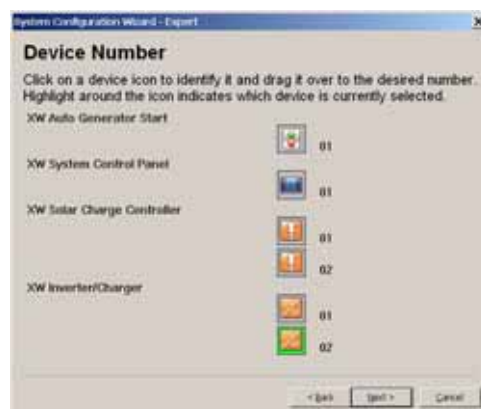 System Configuration Wizard - Expert
Device Number
Click on a device icon to identify it and drag it over to the desired number.
Highlight around the icon indicates which device is currently selected.
XW Auto Generator Start
01
XW System Control Panel
01
XW Solar Charge Controller
01
02
XW Inverter/Charger
01
02
< Back
Next >
Cancel